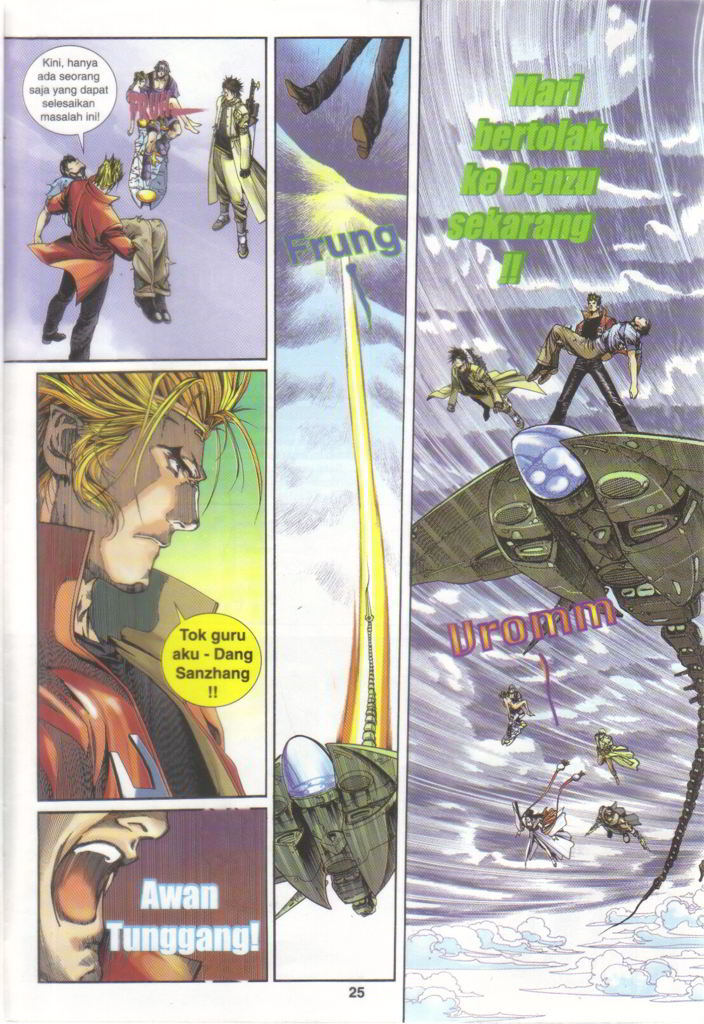 Kini, hanya
ada seorang
saja yang dapat
selesaikan
masalah ini!
Tok guru
aku - Dang
Sanzhang
!!
Awan
Tunggang!
Frung
Mari
bertolak
ke Denzu
sekarang
!!
Uromm
25